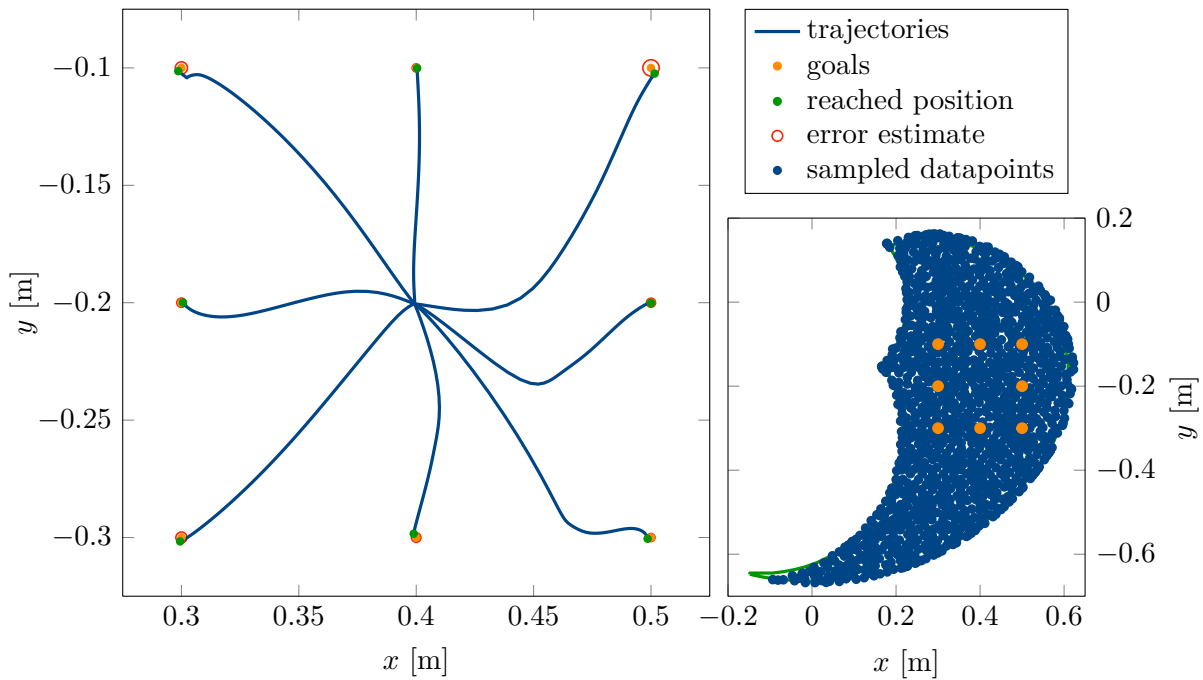 −0.1
−0.15
−0.2
−0.25
−0.3
y [m]
0.3 0.35 0.4 0.45 0.5
x [m]
trajectories
goals
reached position
error estimate
sampled datapoints
0.2
0
−0.2
−0.4
−0.6
y [m]
−0.2 0 0.2 0.4 0.6
x [m]